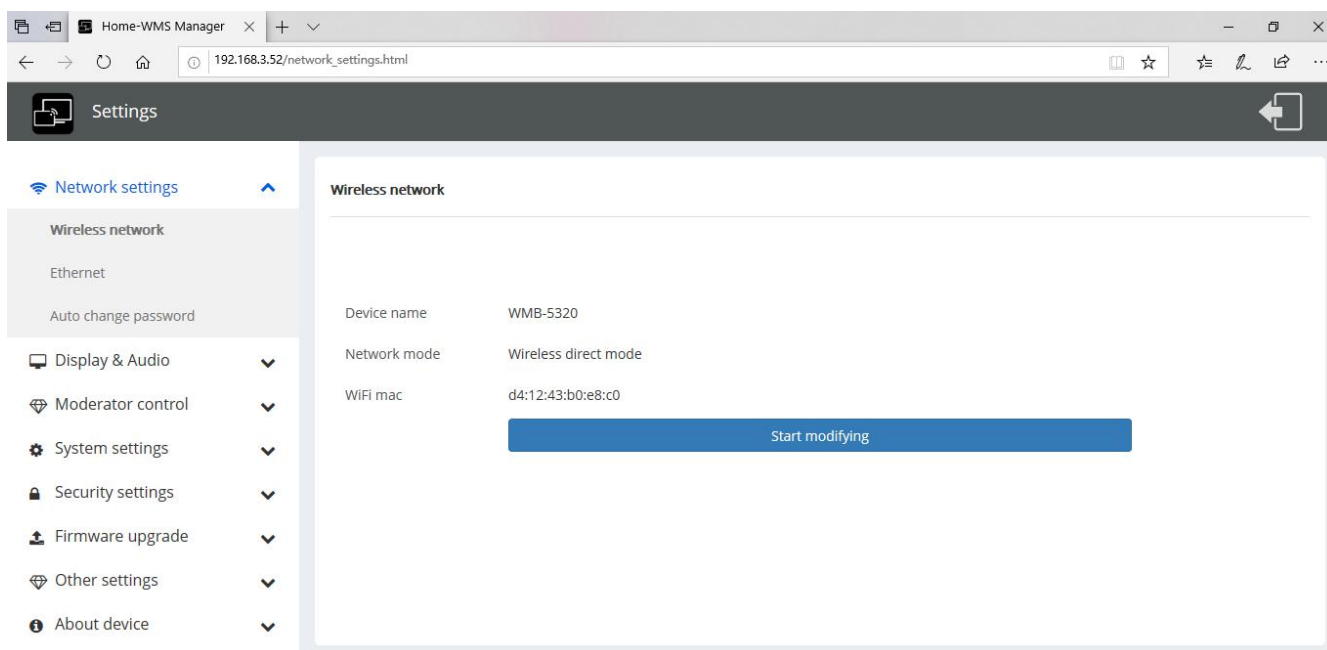 Home-WMS Manager
192.168.3.52/network_settings.html
Settings
Network settings
Wireless network
Ethernet
Auto change password
Display & Audio
Moderator control
System settings
Security settings
Firmware upgrade
Other settings
About device
Wireless network
Device name WMB-5320
Network mode Wireless direct mode
WiFi mac d4:12:43:b0:e8:c0
Start modifying